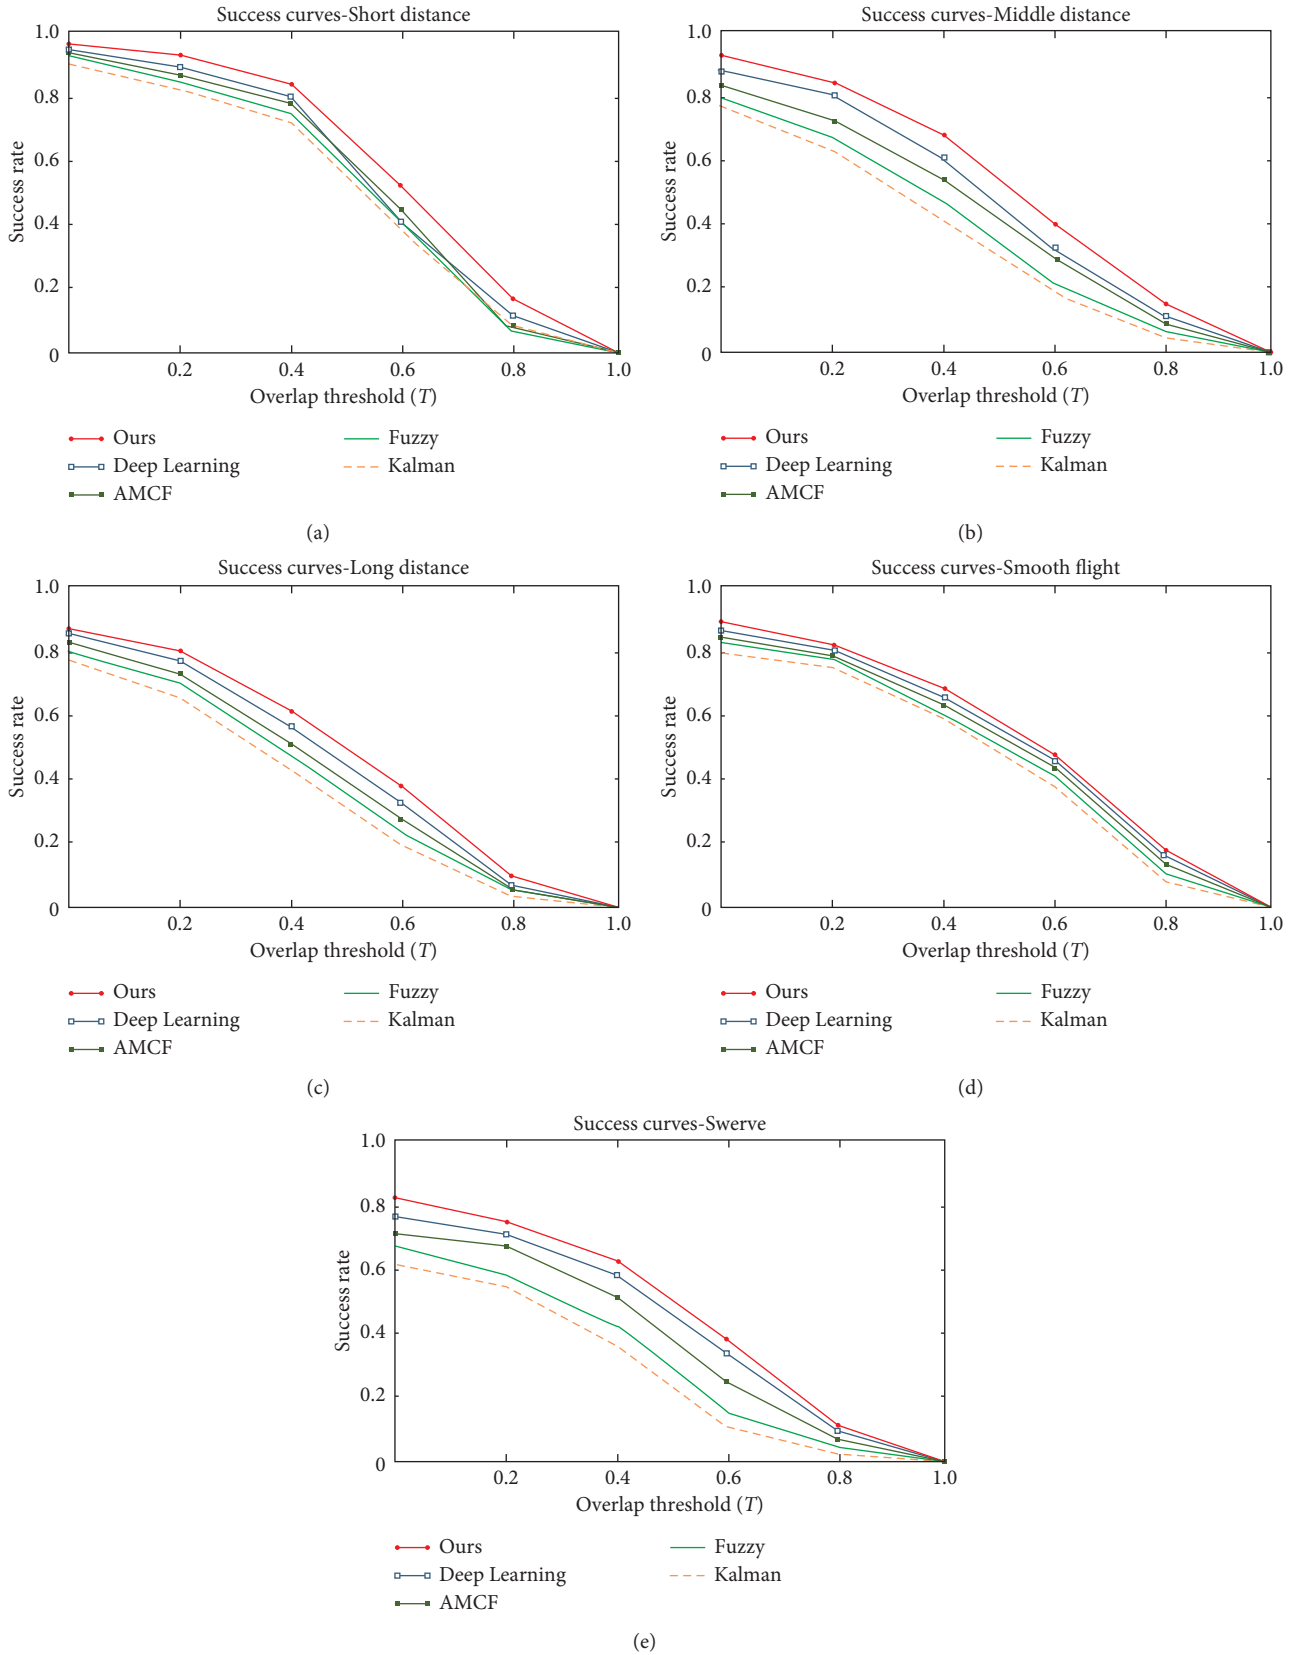 Success curves-Short distance
1.0
0.8
0.6
0.4
0.2
0
Success rate
0.2 0.4 0.6 0.8 1.0
Overlap threshold (T)
Ours
Deep Learning
AMCF
Fuzzy
Kalman
(a)
Success curves-Middle distance
1.0
0.8
0.6
0.4
0.2
0
Success rate
0.2 0.4 0.6 0.8 1.0
Overlap threshold (T)
Ours
Deep Learning
AMCF
Fuzzy
Kalman
(b)
Success curves-Long distance
1.0
0.8
0.6
0.4
0.2
0
Success rate
0.2 0.4 0.6 0.8 1.0
Overlap threshold (T)
Ours
Deep Learning
AMCF
Fuzzy
Kalman
(c)
Success curves-Smooth flight
1.0
0.8
0.6
0.4
0.2
0
Success rate
0.2 0.4 0.6 0.8 1.0
Overlap threshold (T)
Ours
Deep Learning
AMCF
Fuzzy
Kalman
(d)
Success curves-Swerve
1.0
0.8
0.6
0.4
0.2
0
Success rate
0.2 0.4 0.6 0.8 1.0
Overlap threshold (T)
Ours
Deep Learning
AMCF
Fuzzy
Kalman
(e)